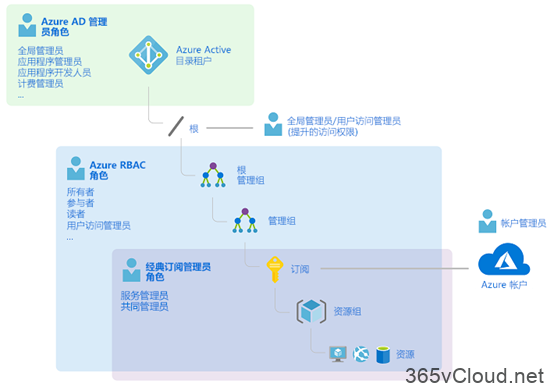 Azure AD 管理
员角色
全局管理员
应用程序管理员
应用程序开发人员
计费管理员
...
Azure Active
目录租户
根
全局管理员/用户访问管理员
(提升的访问权限)
Azure RBAC
角色
所有者
参与者
读者
用户访问管理员
...
根
管理组
管理组
帐户管理员
Azure 帐户
经典订阅管理员
角色
服务管理员
共同管理员
订阅
资源组
资源
365vCloud.net